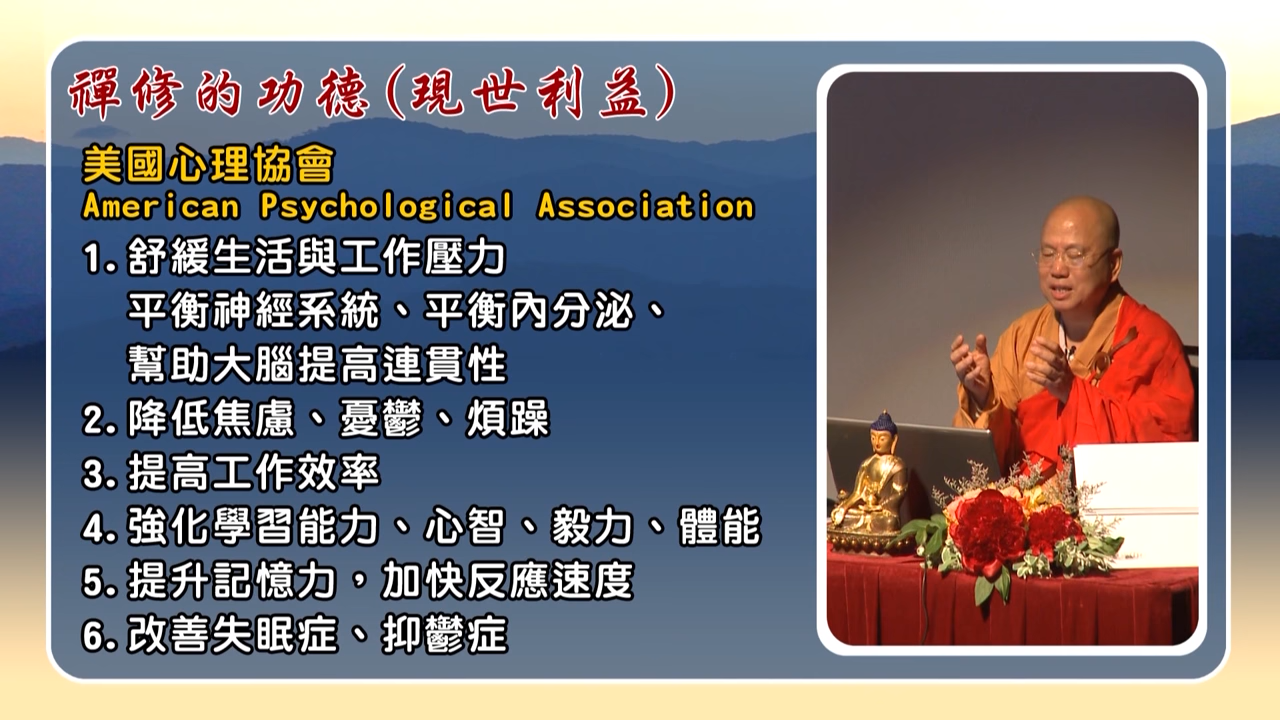 禪修的功德(現世利益)
美國心理協會
American Psychological Association
1.舒緩生活與工作壓力
平衡神經系統、平衡內分泌、
幫助大腦提高連貫性
2.降低焦慮、憂鬱、煩躁
3.提高工作效率
4.強化學習能力、心智、毅力、體能
5.提升記憶力，加快反應速度
6.改善失眠症、抑鬱症